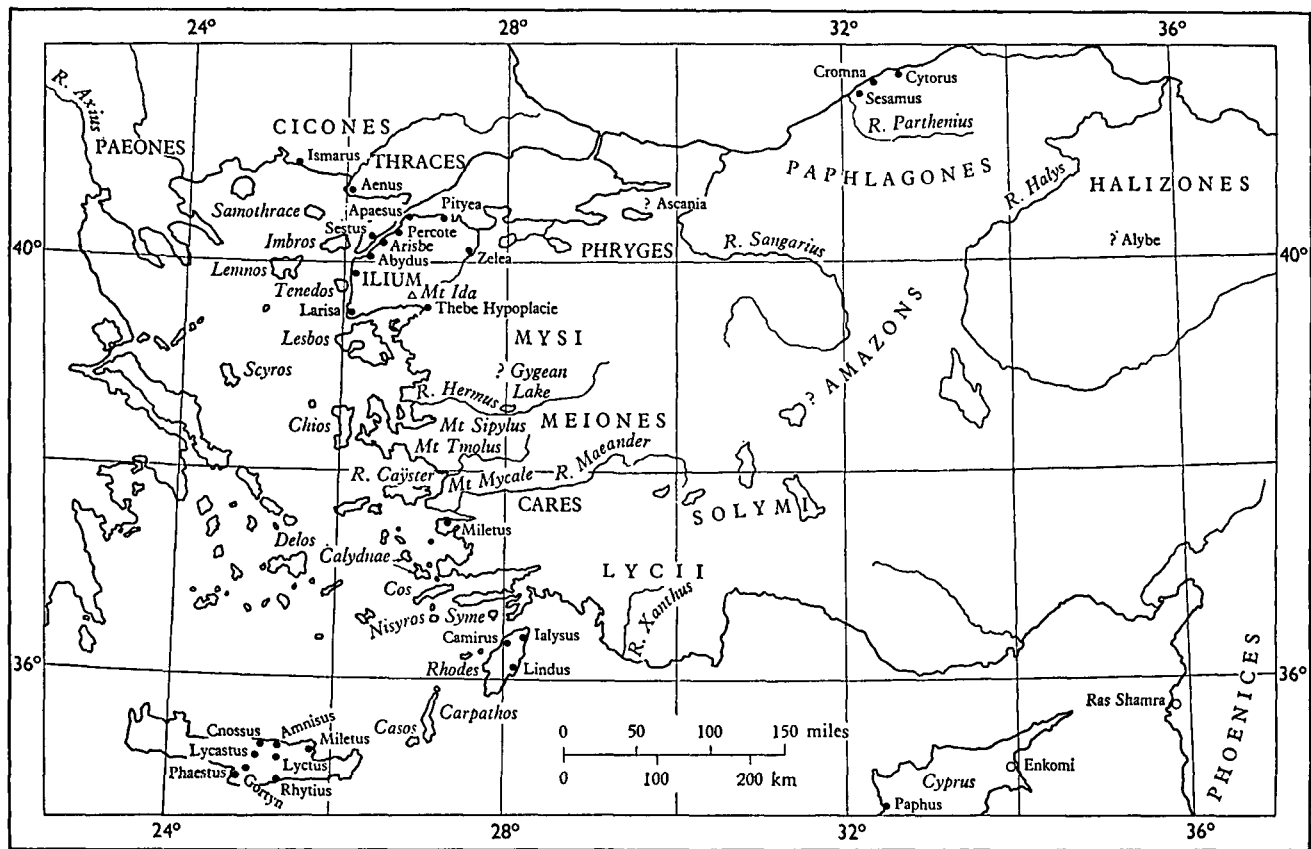 24°
28°
32°
36°
R. Axius
PAEONES
CICONES
Ismarus
THRACES
Aenus
Samothrace
Apaesus
Pityea
Sestus
Percote
Imbros
Arisbe
Abydus
Zelea
Lemnos
ILIUM
Tenedos
Mt Ida
Larisa
Thebe Hypoplacie
Lesbos
MYSI
Scyros
? Gygean
Lake
R. Hermus
Chios
Mt Sipylus
MEIONES
Mt Tmolus
R. Caÿster
Mt Mycale
R. Maeander
CARES
Miletus
Delos
Calydnae
Cos
LYCII
Nisyros
Syme
R. Xanthus
Camirus
Ialysus
Rhodes
Lindus
Casos
Carpathos
Cnossus
Amnisus
Miletus
Lycastus
Lyctus
Phaestus
Gortyn
Rhytius
? Ascania
PHRYGES
R. Sangarius
Cromna
Cytorus
Sesamus
R. Parthenius
PAPHLAGONES
R. Halys
HALIZONES
? Alybe
? AMAZONS
SOLYMI
Ras Shamra
PHOENICES
Enkomi
Cyprus
Paphus
40°
40°
36°
36°
0 50 100 150 miles
0 100 200 km
24°
28°
32°
36°